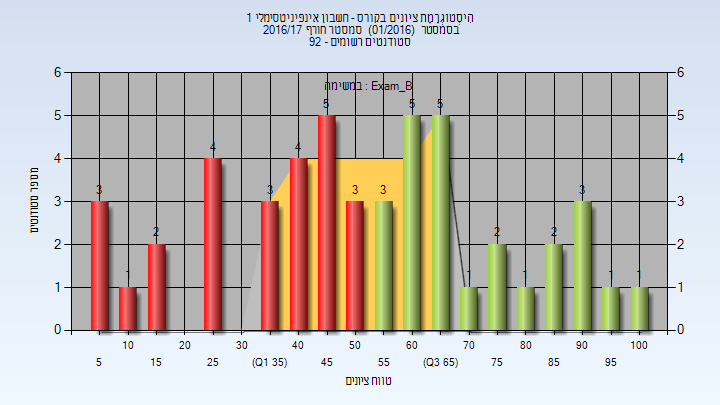 הִיסְטוֹגְרָמַת ציונים בקורס - חשבון אינפיניטסימלי 1
בסמסטר (01/2016) סמסטר חורף 2016/17
סטודנטים רשומים - 92
במשימה : Exam_B
מספר סטודנטים
6 6
5 5
4 4
3 3
2 2
1 1
0 0
3 1 2 4 3 4 5 3 3 5 5 1 2 1 2 3 1 1
10 20 30 40 50 60 70 80 90 100
5 15 25 (Q1 35) 45 55 (Q3 65) 75 85 95
טווח ציונים